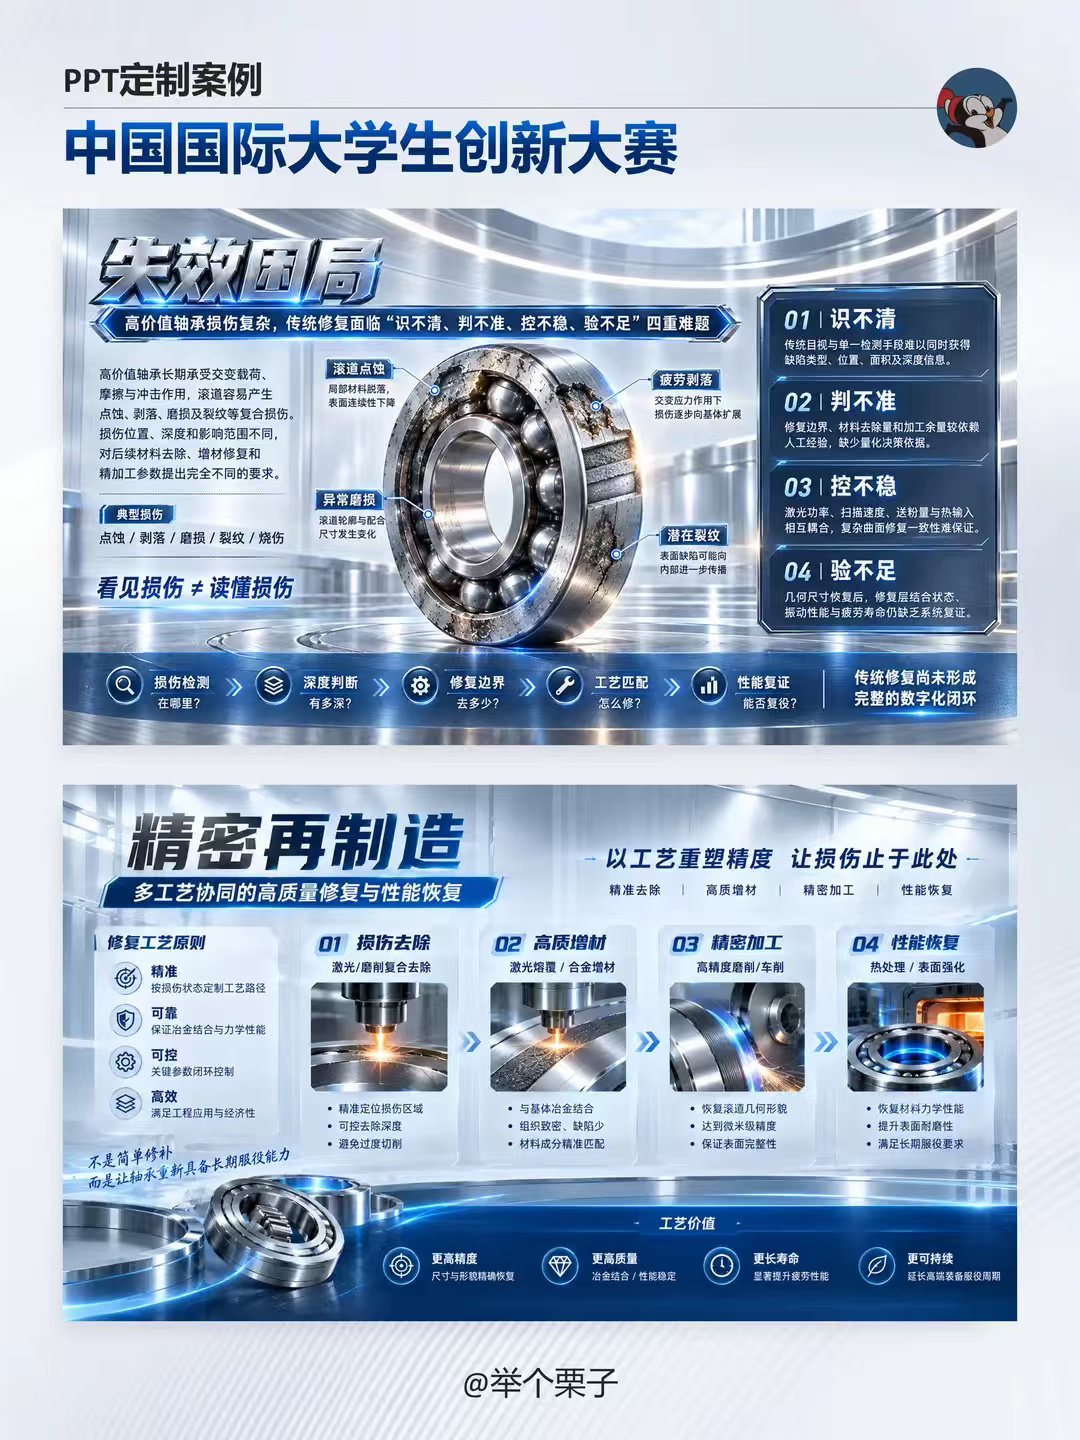 PPT定制案例
中国国际大学生创新大赛
失效困局
高价值轴承损伤复杂，传统修复面临“识不清、判不准、控不稳、验不足”四重难题
高价值轴承长期承受交变载荷、
摩擦与冲击作用，滚道容易产生
点蚀、剥落、磨损及裂纹等复合损伤。
损伤位置、深度和影响范围不同，
对后续材料去除、增材修复和
精加工参数提出完全不同的要求。
典型损伤
点蚀 / 剥落 / 磨损 / 裂纹 / 烧伤
看见损伤 ≠ 读懂损伤
滚道点蚀
局部材料脱落，
表面连续性下降
异常磨损
滚道轮廓与配合
尺寸发生变化
疲劳剥落
交变应力作用下
损伤逐步向基体扩展
潜在裂纹
表面缺陷可能向
内部进一步传播
01 | 识不清
传统目视与单一检测手段难以同时获得
缺陷类型、位置、面积及深度信息。
02 | 判不准
修复边界、材料去除量和加工余量较依赖
人工经验，缺少量化决策依据。
03 | 控不稳
激光功率、扫描速度、送粉量与热输入
相互耦合，复杂曲面修复一致性难保证。
04 | 验不足
几何尺寸恢复后，修复层结合状态、
振动性能与疲劳寿命仍缺乏系统复证。
损伤检测
在哪里？
深度判断
有多深？
修复边界
去多少？
工艺匹配
怎么修？
性能复证
能否复役？
传统修复尚未形成
完整的数字化闭环
精密再制造
多工艺协同的高质量修复与性能恢复
以工艺重塑精度 让损伤止于此处
精准去除 | 高质增材 | 精密加工 | 性能恢复
修复工艺原则
精准
按损伤状态定制工艺路径
可靠
保证冶金结合与力学性能
可控
关键参数闭环控制
高效
满足工程应用与经济性
01 损伤去除
激光/磨削复合去除
• 精准定位损伤区域
• 可控去除深度
• 避免过度切削
02 高质增材
激光熔覆 / 合金增材
• 与基体冶金结合
• 组织致密、缺陷少
• 材料成分精准匹配
03 精密加工
高精度磨削/车削
• 恢复滚道几何形貌
• 达到微米级精度
• 保证表面完整性
04 性能恢复
热处理 / 表面强化
• 恢复材料力学性能
• 提升表面耐磨性
• 满足长期服役要求
不是简单修补
而是让轴承重新具备长期服役能力
工艺价值
更高精度
尺寸与形貌精确恢复
更高质量
冶金结合 / 性能稳定
更长寿命
显著提升疲劳性能
更可持续
延长高端装备服役周期
@举个栗子